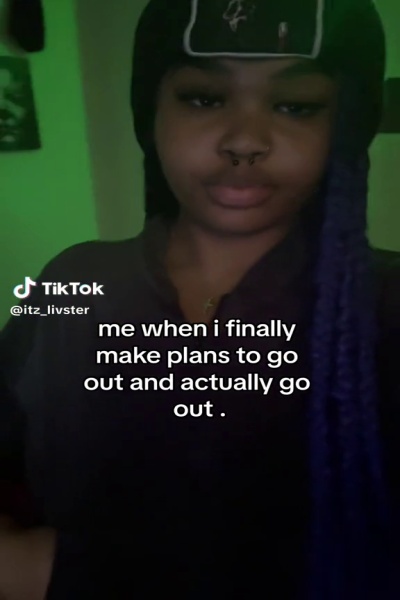 TikTok
@itz_livster
me when i finally
make plans to go
out and actually go
out .